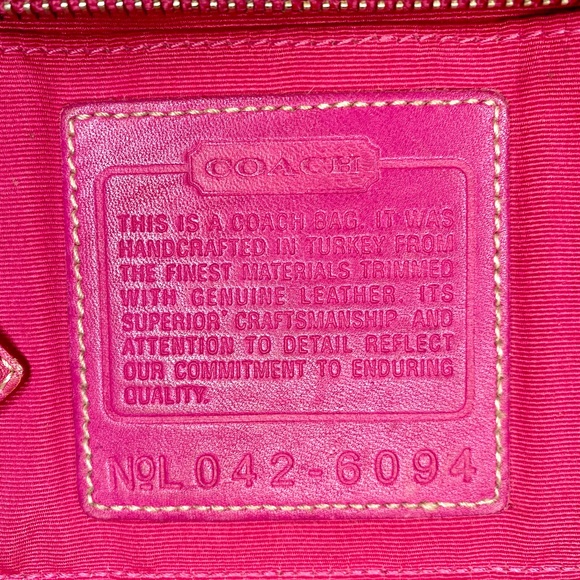 COACH
THIS IS A COACH BAG. IT WAS
HANDCRAFTED IN TURKEY FROM
THE FINEST MATERIALS TRIMMED
WITH GENUINE LEATHER. ITS
SUPERIOR CRAFTSMANSHIP AND
ATTENTION TO DETAIL REFLECT
OUR COMMITMENT TO ENDURING
QUALITY.
NoL042-6094